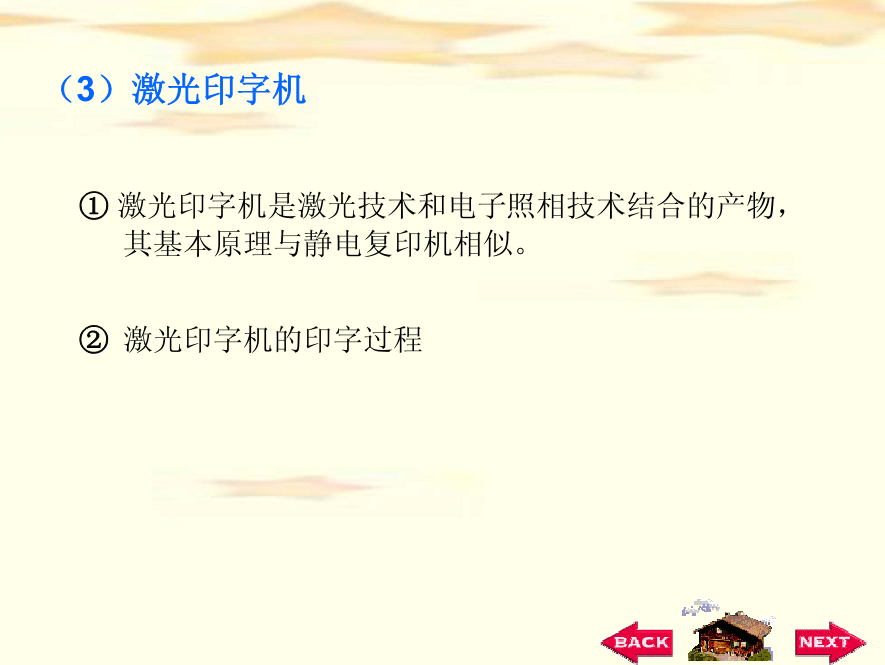 （3）激光印字机
① 激光印字机是激光技术和电子照相技术结合的产物，
其基本原理与静电复印机相似。
② 激光印字机的印字过程
BACK NEXT